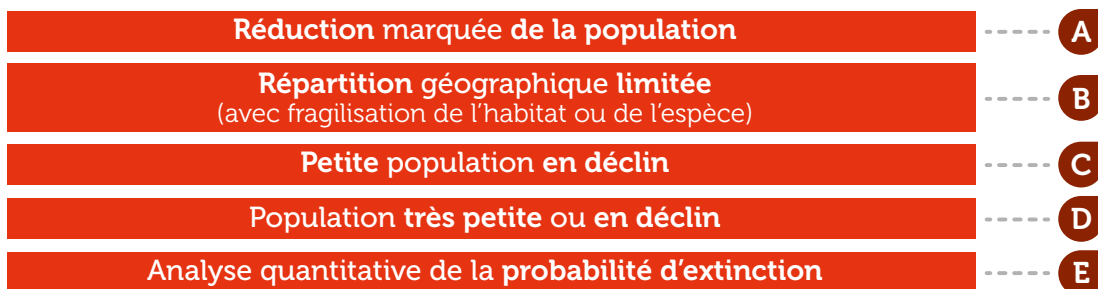 Réduction marquée de la population A
Répartition géographique limitée
(avec fragilisation de l'habitat ou de l'espèce) B
Petite population en déclin C
Population très petite ou en déclin D
Analyse quantitative de la probabilité d'extinction E